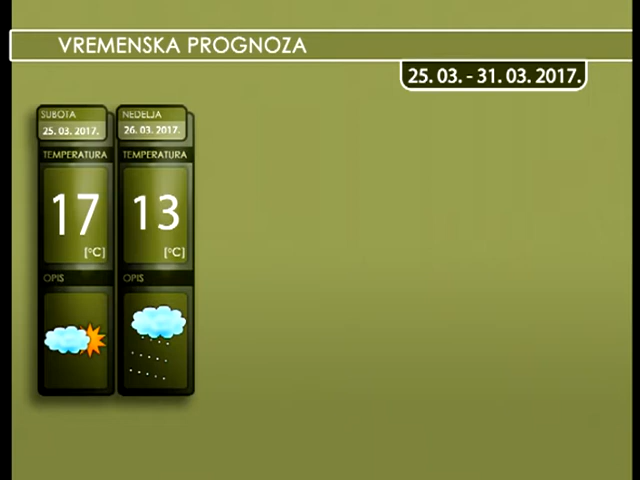 VREMENSKA PROGNOZA
25. 03. - 31. 03. 2017.
SUBOTA
25. 03. 2017.
TEMPERATURA
17
[°C]
OPIS
NEDELJA
26. 03. 2017.
TEMPERATURA
13
[°C]
OPIS